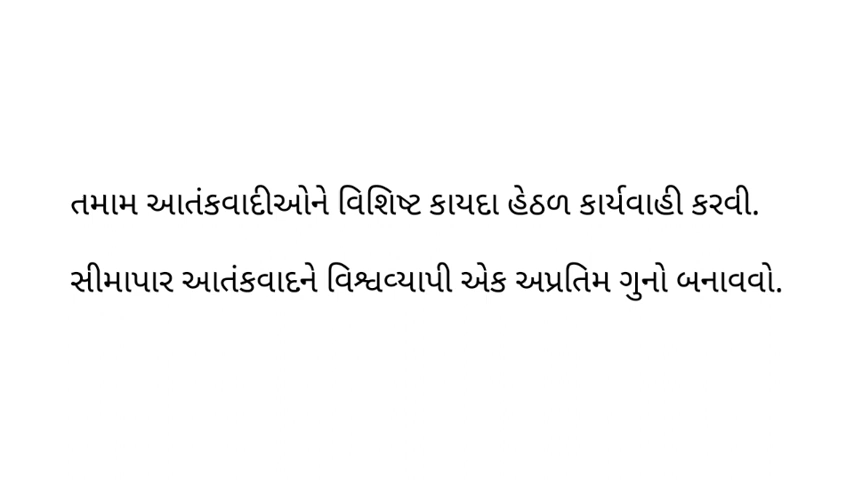 તમામ આતંકવાદીઓને વિશિષ્ટ કાયદા હેઠળ કાર્યવાહી કરવી.
સીમાપાર આતંકવાદને વિશ્વવ્યાપી એક અપ્રતિમ ગુનો બનાવવો.